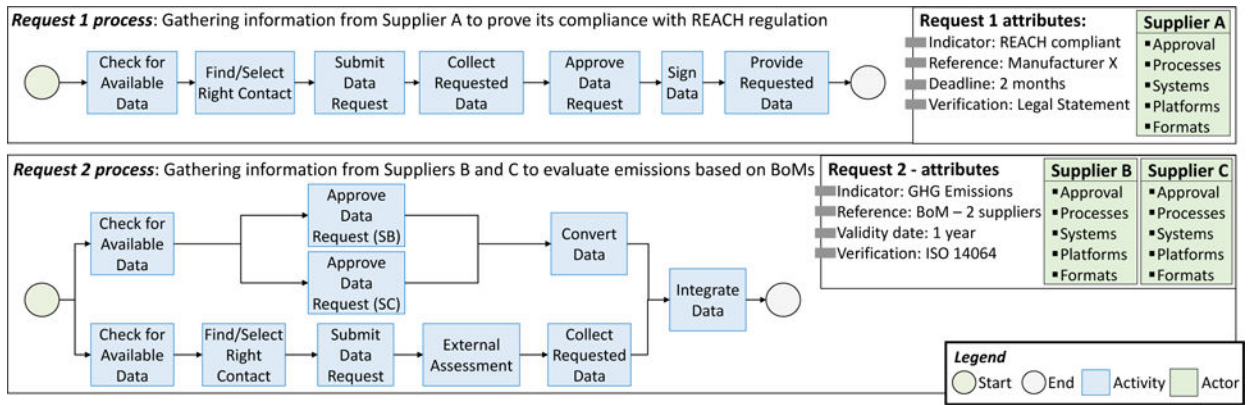 Request 1 process: Gathering information from Supplier A to prove its compliance with REACH regulation
Check for
Available
Data
Find/Select
Right Contact
Submit
Data
Request
Collect
Requested
Data
Approve
Data
Request
Sign
Data
Provide
Requested
Data
Request 1 attributes:
Indicator: REACH compliant
Reference: Manufacturer X
Deadline: 2 months
Verification: Legal Statement
Supplier A
▪Approval
▪Processes
▪Systems
▪Platforms
▪Formats
Request 2 process: Gathering information from Suppliers B and C to evaluate emissions based on BoMs
Check for
Available
Data
Approve
Data
Request (SB)
Approve
Data
Request (SC)
Convert
Data
Check for
Available
Data
Find/Select
Right
Contact
Submit
Data
Request
External
Assessment
Collect
Requested
Data
Integrate
Data
Request 2 - attributes
Indicator: GHG Emissions
Reference: BoM – 2 suppliers
Validity date: 1 year
Verification: ISO 14064
Supplier B
▪Approval
▪Processes
▪Systems
▪Platforms
▪Formats
Supplier C
▪Approval
▪Processes
▪Systems
▪Platforms
▪Formats
Legend
Start
End
Activity
Actor